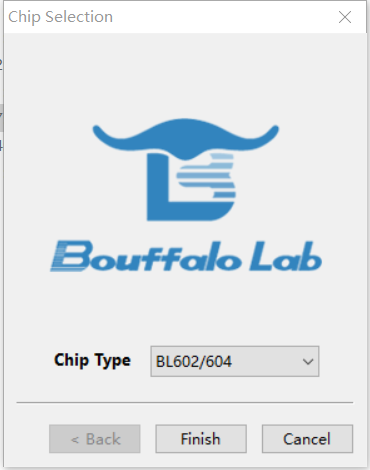 Chip Selection
Bouffalo Lab
Chip Type BL602/604
< Back Finish Cancel